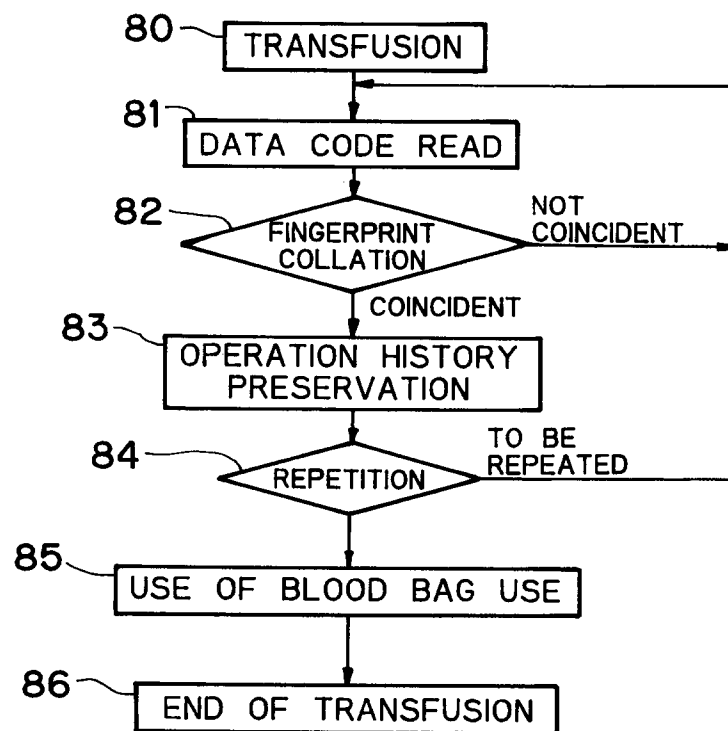 80
TRANSFUSION
81
DATA CODE READ
82
FINGERPRINT
COLLATION
NOT
COINCIDENT
COINCIDENT
83
OPERATION HISTORY
PRESERVATION
84
REPETITION
TO BE
REPEATED
85
USE OF BLOOD BAG USE
86
END OF TRANSFUSION